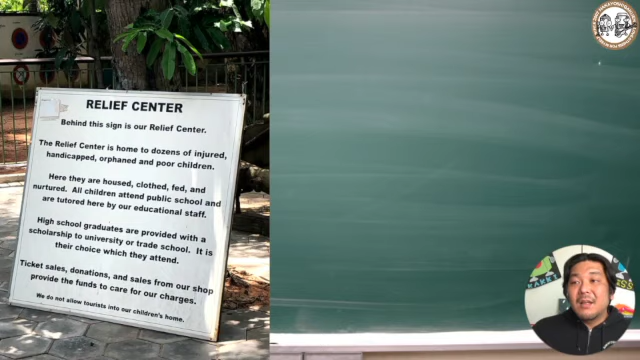 RELIEF CENTER
Behind this sign is our Relief Center.
The Relief Center is home to dozens of injured,
handicapped, orphaned and poor children.
Here they are housed, clothed, fed, and
nurtured. All children attend public school and
are tutored here by our educational staff.
High school graduates are provided with a
scholarship to university or trade school. It is
their choice which they attend.
Ticket sales, donations, and sales from our shop
provide the funds to care for our charges.
We do not allow tourists into our children's home.